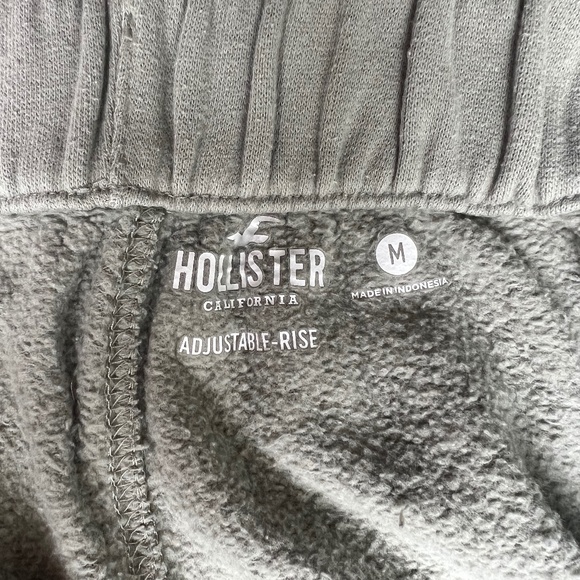 HOLLISTER
CALIFORNIA
ADJUSTABLE-RISE
M
MADE IN INDONESIA